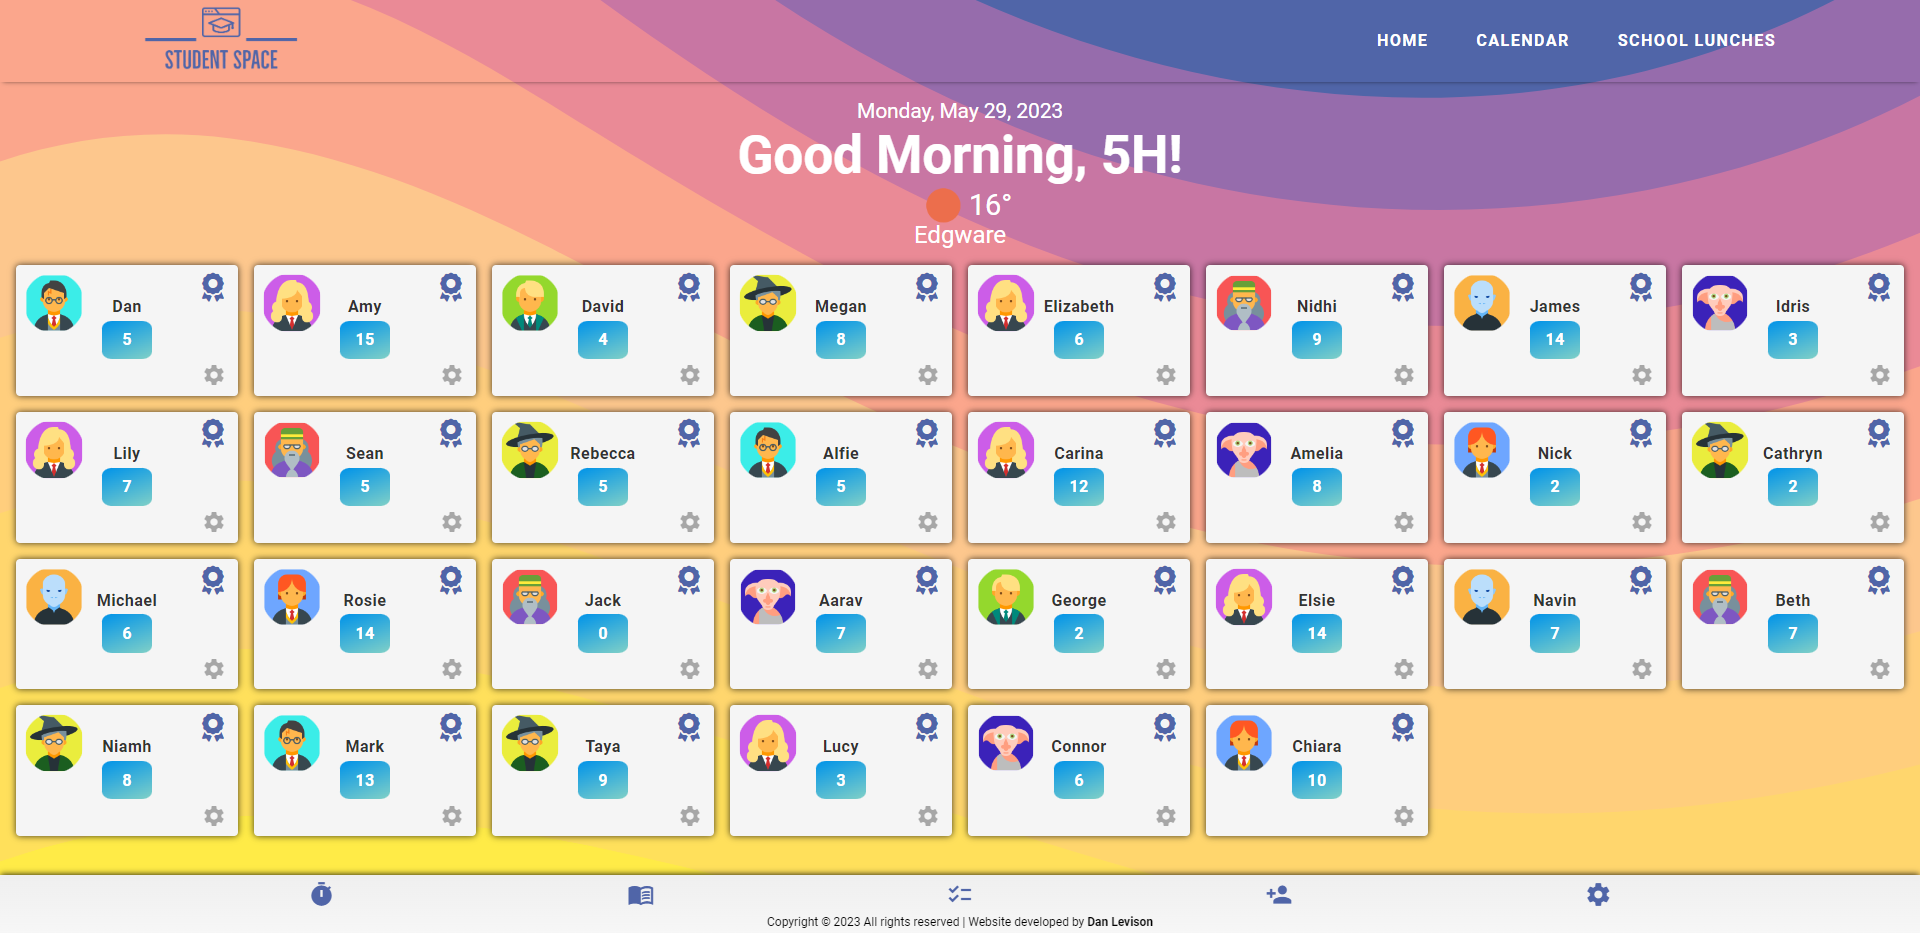 STUDENT SPACE
HOME CALENDAR SCHOOL LUNCHES
Monday, May 29, 2023
Good Morning, 5H!
16°
Edgware
Dan Amy David Megan Elizabeth Nidhi James Idris
5 15 4 8 6 9 14 3
Lily Sean Rebecca Alfie Carina Amelia Nick Cathryn
7 5 5 5 12 8 2 2
Michael Rosie Jack Aarav George Elsie Navin Beth
6 14 0 7 2 14 7 7
Niamh Mark Taya Lucy Connor Chiara
8 13 9 3 6 10
Copyright © 2023 All rights reserved | Website developed by Dan Levison